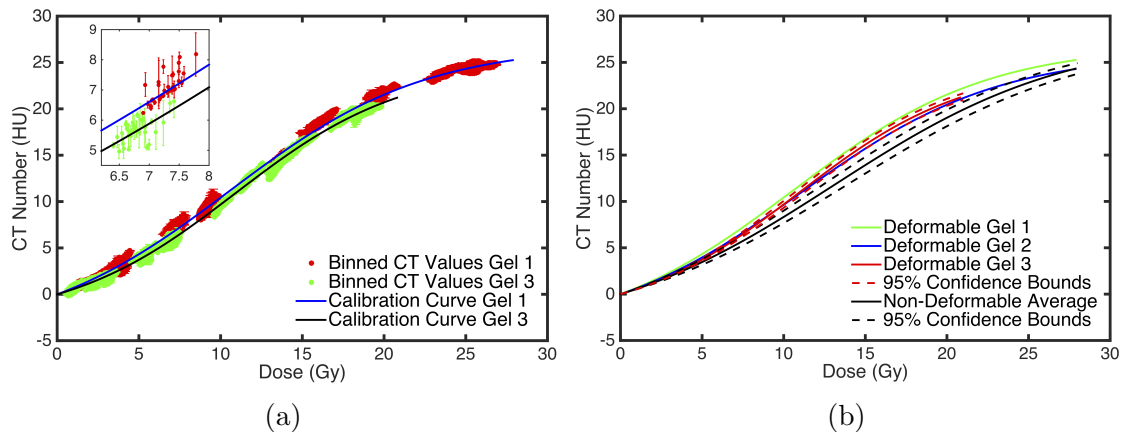 30
25
20
15
10
5
0
-5
CT Number (HU)
0 5 10 15 20 25 30
Dose (Gy)
9
8
7
6
5
6.5 7 7.5 8
Binned CT Values Gel 1
Binned CT Values Gel 3
Calibration Curve Gel 1
Calibration Curve Gel 3
(a)
30
25
20
15
10
5
0
-5
CT Number (HU)
0 5 10 15 20 25 30
Dose (Gy)
Deformable Gel 1
Deformable Gel 2
Deformable Gel 3
95% Confidence Bounds
Non-Deformable Average
95% Confidence Bounds
(b)